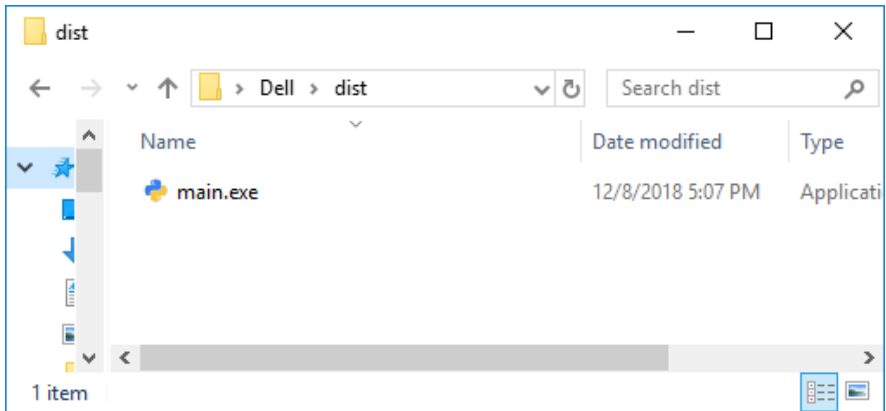 dist
Dell > dist
Search dist
Name Date modified Type
main.exe 12/8/2018 5:07 PM Applicati
1 item